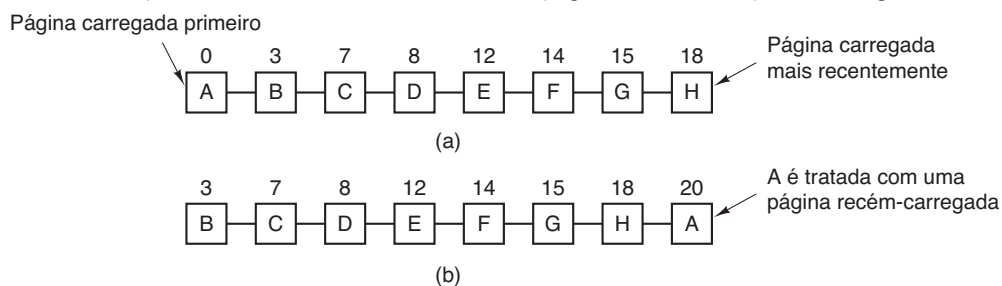 Página carregada primeiro
0 3 7 8 12 14 15 18
A B C D E F G H
Página carregada
mais recentemente
(a)
3 7 8 12 14 15 18 20
B C D E F G H A
A é tratada com uma
página recém-carregada
(b)